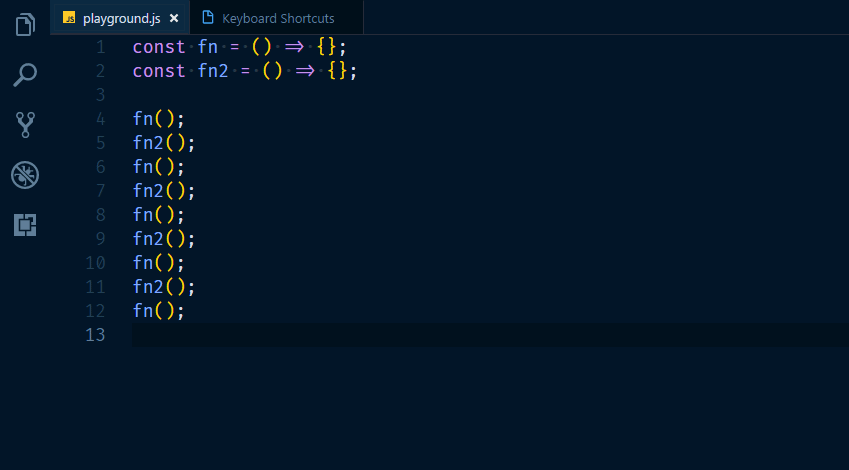 JS playground.js × Keyboard Shortcuts
1 const fn = () => {};
2 const fn2 = () => {};
3
4 fn();
5 fn2();
6 fn();
7 fn2();
8 fn();
9 fn2();
10 fn();
11 fn2();
12 fn();
13